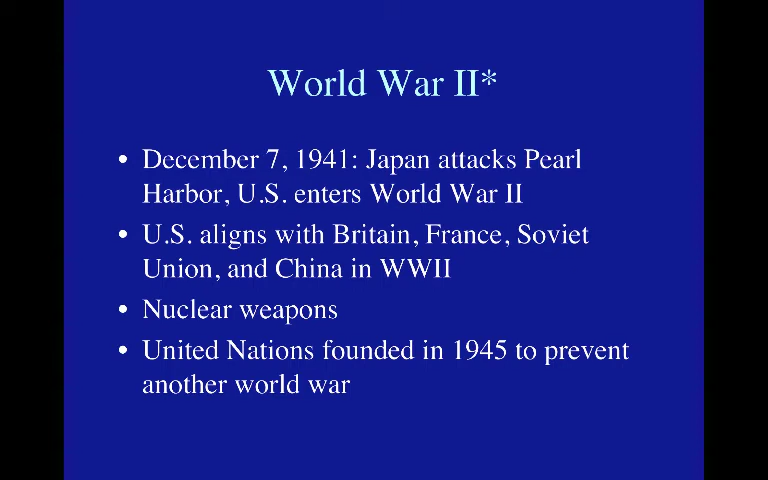 World War II*
• December 7, 1941: Japan attacks Pearl
Harbor, U.S. enters World War II
• U.S. aligns with Britain, France, Soviet
Union, and China in WWII
• Nuclear weapons
• United Nations founded in 1945 to prevent
another world war